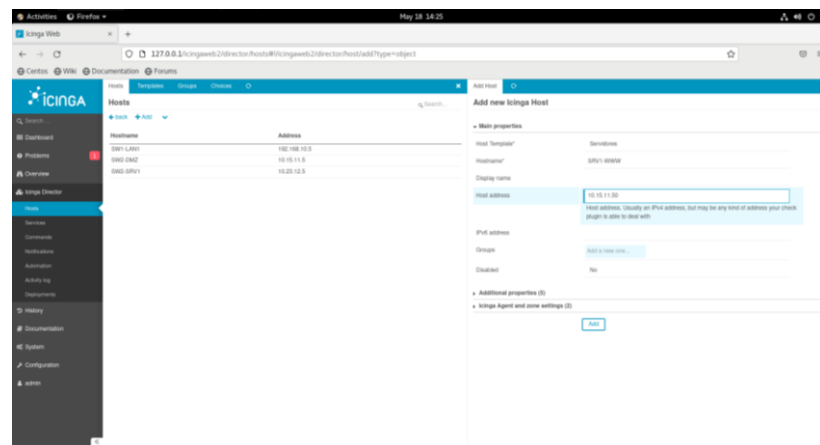 Activities Firefox May 18 14:25
Icinga Web
127.0.0.1/icingaweb2/director/hosts#!/icingaweb2/director/host/add?type=object
Centos Wiki Documentation Forums
ICINGA
Search ...
Dashboard
Problems 1
Overview
Icinga Director
Hosts
Services
Commands
Notifications
Automation
Activity log
Deployments
History
Documentation
System
Configuration
admin
Hosts Templates Groups Choices
Hosts
Search...
back Add
Hostname Address
SW1-LAN1 192.168.10.5
SW2-DMZ 10.15.11.5
SW2-SRV1 10.23.12.5
Add Host
Add new Icinga Host
Main properties
Host Template* Servidores
Hostname* SRV1-WWW
Display name
Host address 10.15.11.50
Host address. Usually an IPv4 address, but may be any kind of address your check
plugin is able to deal with
IPv6 address
Groups Add a new one...
Disabled No
Additional properties (5)
Icinga Agent and zone settings (2)
Add